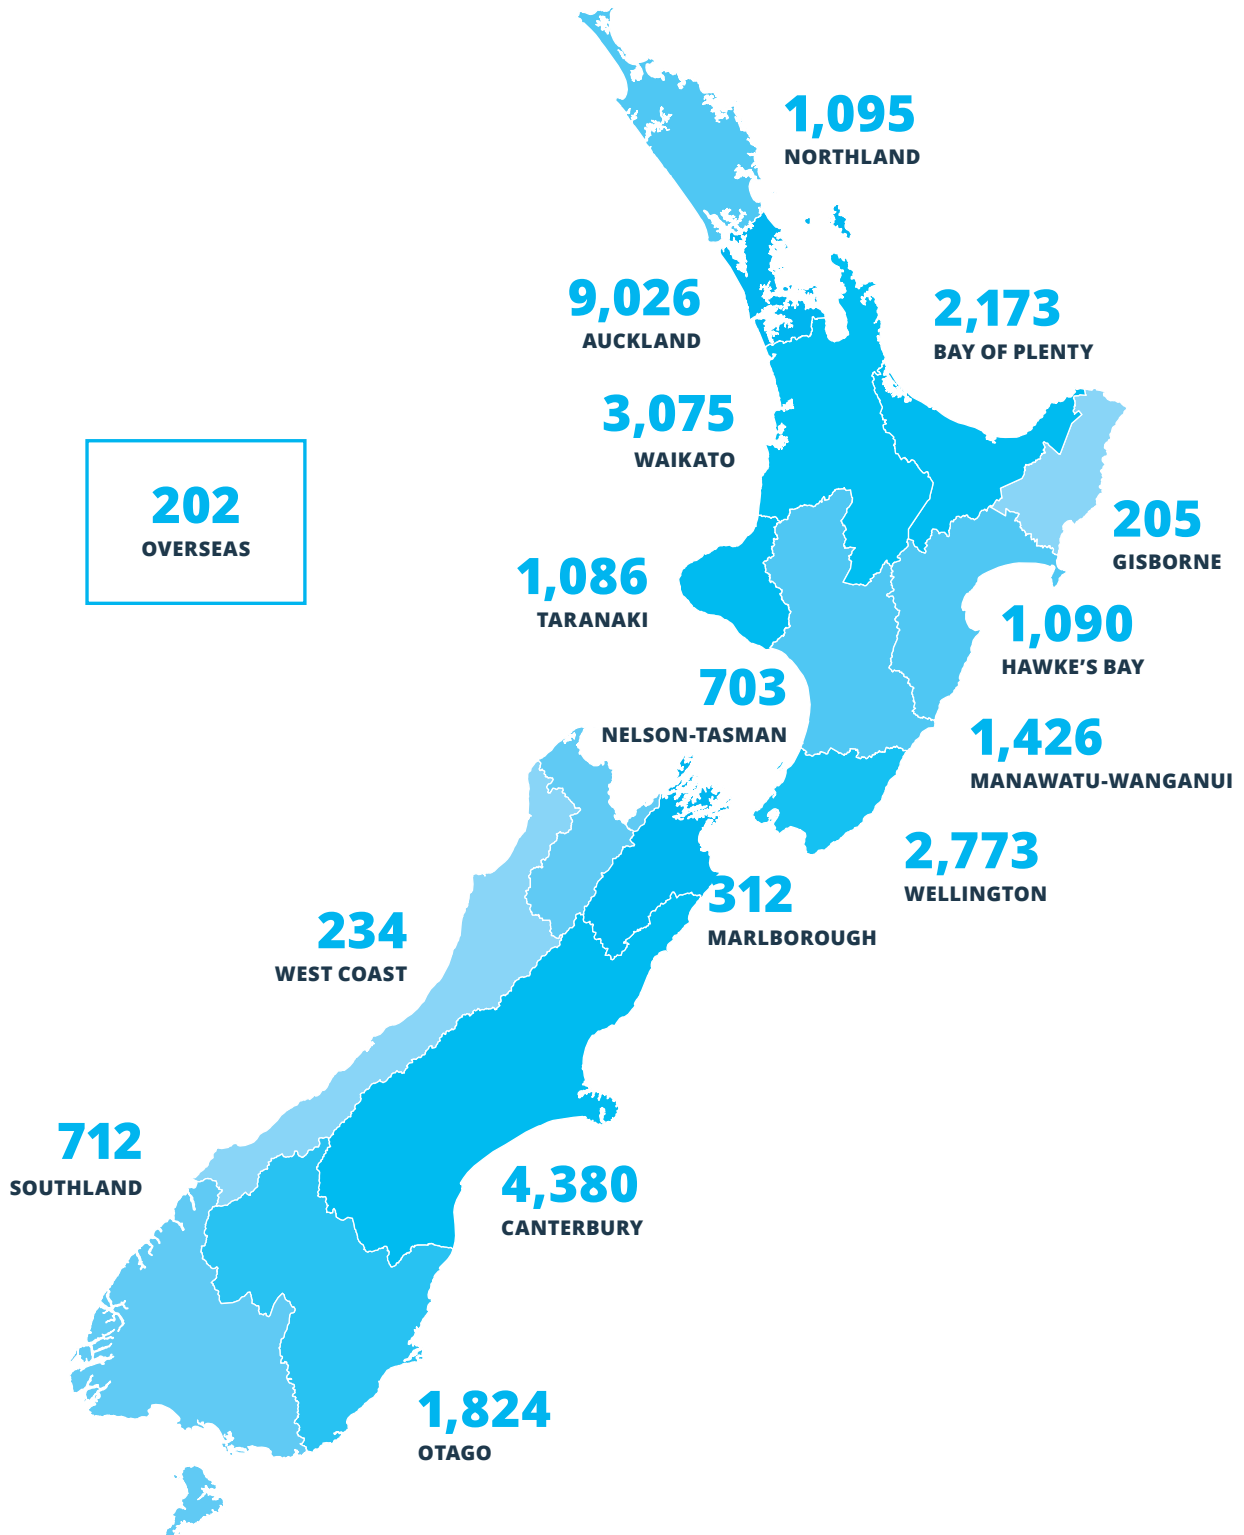 1,095
NORTHLAND
9,026
AUCKLAND
2,173
BAY OF PLENTY
3,075
WAIKATO
202
OVERSEAS
205
GISBORNE
1,086
TARANAKI
1,090
HAWKE’S BAY
703
NELSON-TASMAN
1,426
MANAWATU-WANGANUI
2,773
WELLINGTON
312
MARLBOROUGH
234
WEST COAST
712
SOUTHLAND
4,380
CANTERBURY
1,824
OTAGO